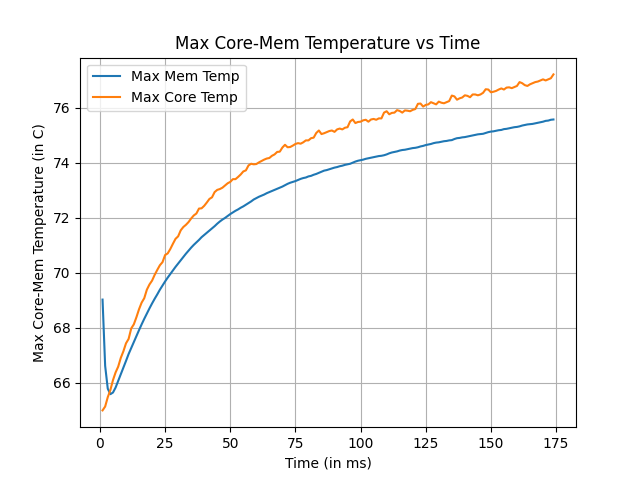 Max Core-Mem Temperature vs Time
Max Mem Temp
Max Core Temp
Max Core-Mem Temperature (in C)
76
74
72
70
68
66
0 25 50 75 100 125 150 175
Time (in ms)